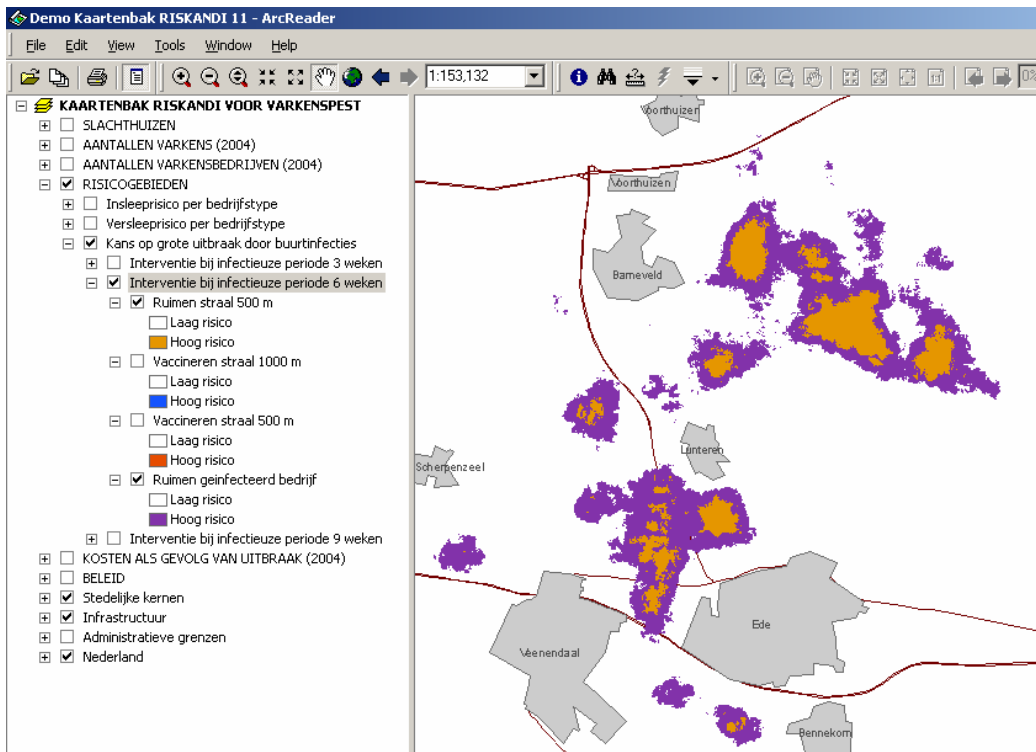 Demo Kaartenbak RISKANDI 11 - ArcReader
File Edit View Tools Window Help
1:153,132
1:1
0%
KAARTENBAK RISKANDI VOOR VARKENSPEST
SLACHTHUIZEN
AANTALLEN VARKENS (2004)
AANTALLEN VARKENSBEDRIJVEN (2004)
RISICOGEBIEDEN
Insleeprisico per bedrijfstype
Versleeprisico per bedrijfstype
Kans op grote uitbraak door buurtinfecties
Interventie bij infectieuze periode 3 weken
Interventie bij infectieuze periode 6 weken
Ruimen straal 500 m
Laag risico
Hoog risico
Vaccineren straal 1000 m
Laag risico
Hoog risico
Vaccineren straal 500 m
Laag risico
Hoog risico
Ruimen geinfecteerd bedrijf
Laag risico
Hoog risico
Interventie bij infectieuze periode 9 weken
KOSTEN ALS GEVOLG VAN UITBRAAK (2004)
BELEID
Stedelijke kernen
Infrastructuur
Administratieve grenzen
Nederland
Voorthuizen
Voorthuizen
Barneveld
Lunteren
Scherpenzeel
Ede
Veenendaal
Bennekom